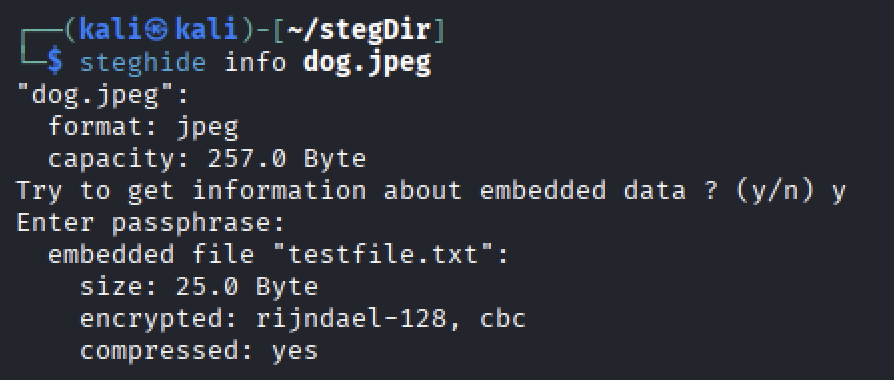 ┌──(kali㉿kali)-[~/stegDir]
└─$ steghide info dog.jpeg
"dog.jpeg":
  format: jpeg
  capacity: 257.0 Byte
Try to get information about embedded data ? (y/n) y
Enter passphrase:
  embedded file "testfile.txt":
    size: 25.0 Byte
    encrypted: rijndael-128, cbc
    compressed: yes